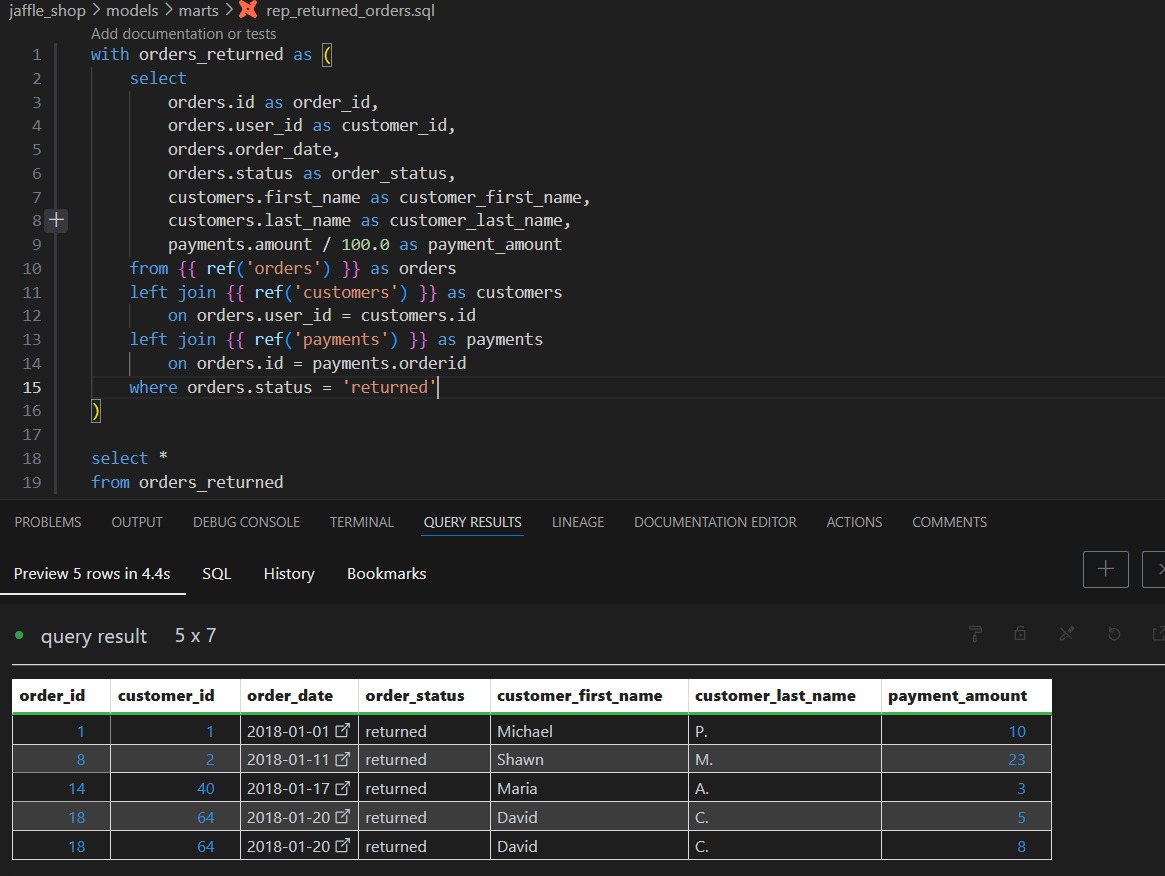 jaffle_shop > models > marts > rep_returned_orders.sql
Add documentation or tests
1 with orders_returned as (
2 select
3 orders.id as order_id,
4 orders.user_id as customer_id,
5 orders.order_date,
6 orders.status as order_status,
7 customers.first_name as customer_first_name,
8 customers.last_name as customer_last_name,
9 payments.amount / 100.0 as payment_amount
10 from {{ ref('orders') }} as orders
11 left join {{ ref('customers') }} as customers
12 on orders.user_id = customers.id
13 left join {{ ref('payments') }} as payments
14 on orders.id = payments.orderid
15 where orders.status = 'returned'
16 )
17
18 select *
19 from orders_returned
PROBLEMS OUTPUT DEBUG CONSOLE TERMINAL QUERY RESULTS LINEAGE DOCUMENTATION EDITOR ACTIONS COMMENTS
Preview 5 rows in 4.4s SQL History Bookmarks
query result 5 x 7
order_id customer_id order_date order_status customer_first_name customer_last_name payment_amount
1 1 2018-01-01 returned Michael P. 10
8 2 2018-01-11 returned Shawn M. 23
14 40 2018-01-17 returned Maria A. 3
18 64 2018-01-20 returned David C. 5
18 64 2018-01-20 returned David C. 8